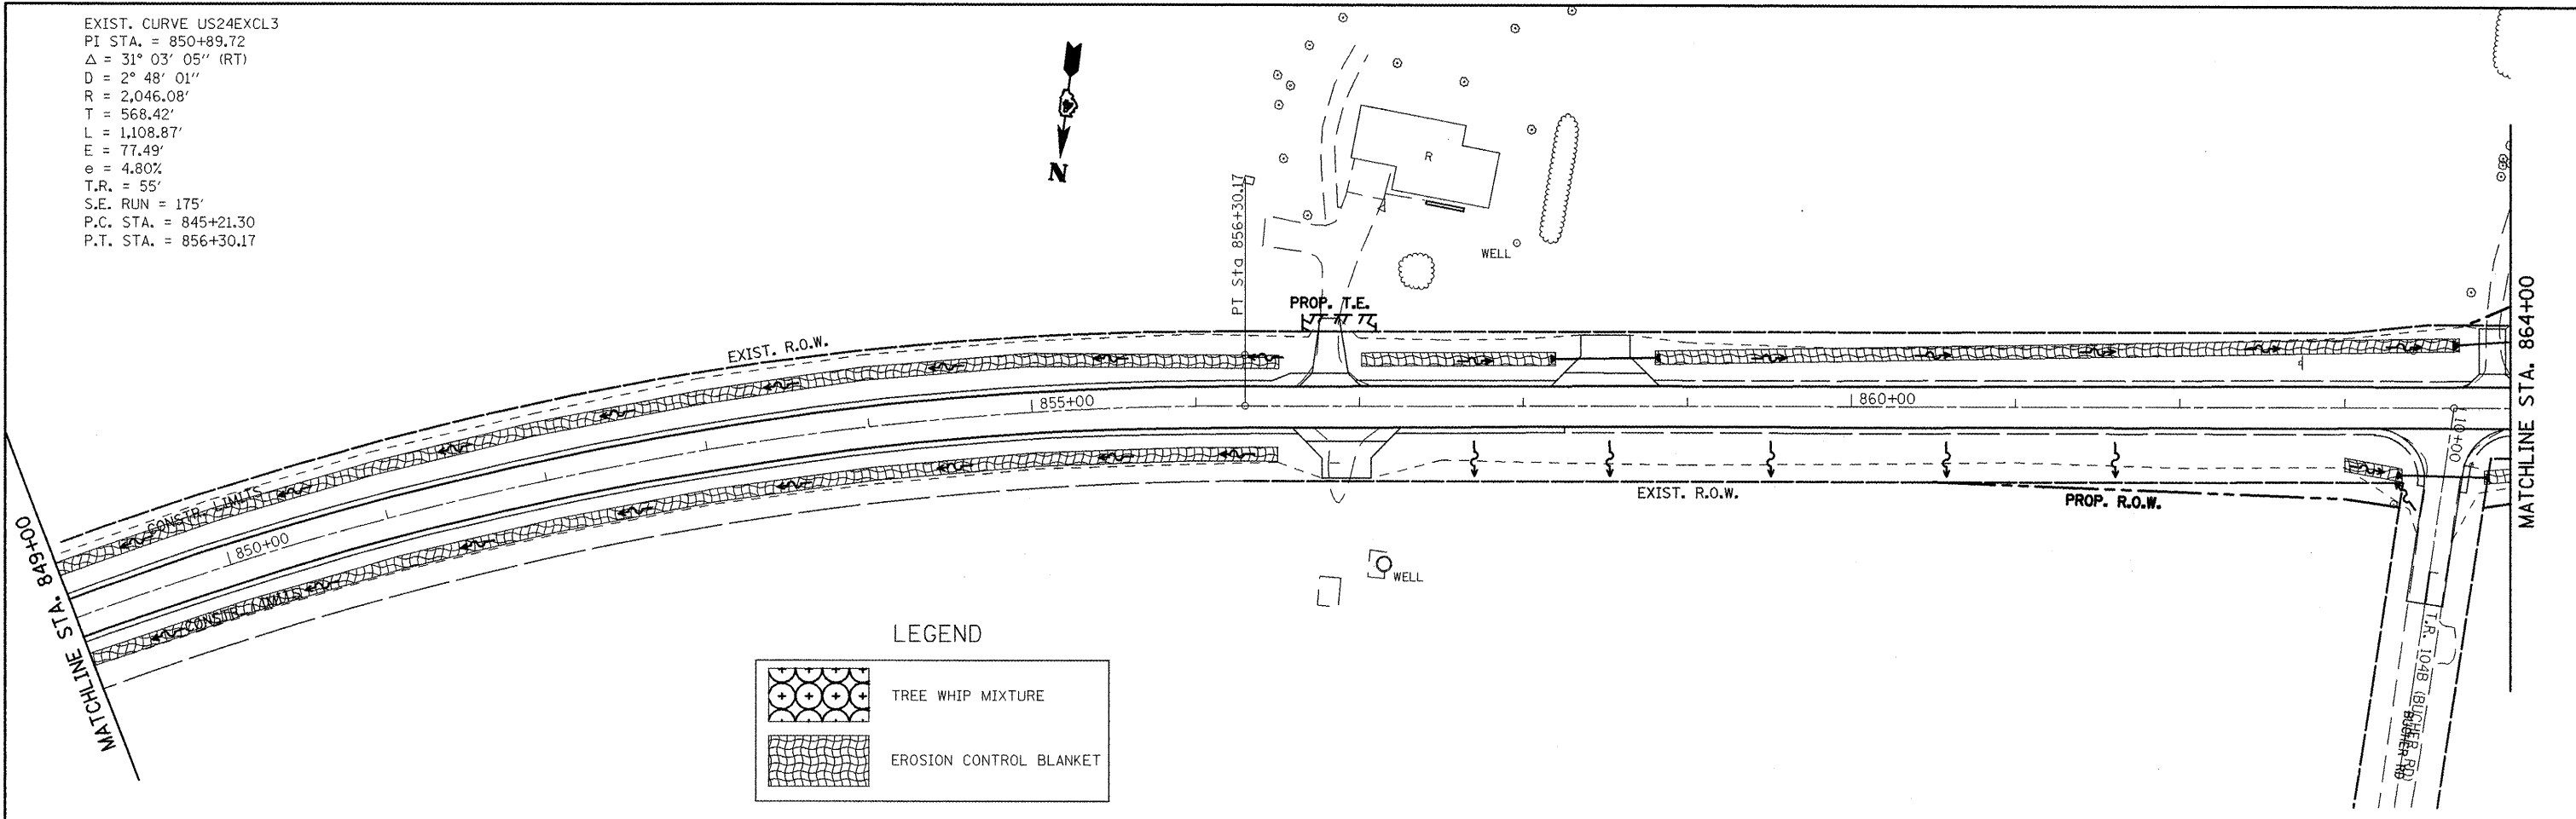 EXIST. CURVE US24EXCL3
PI STA. = 850+89.72
Δ = 31° 03' 05'' (RT)
D = 2° 48' 01''
R = 2,046.08'
T = 568.42'
L = 1,108.87'
E = 77.49'
e = 4.80%
T.R. = 55'
S.E. RUN = 175'
P.C. STA. = 845+21.30
P.T. STA. = 856+30.17
N
R
WELL
PT Sta 856+30.17
PROP. T.E.
EXIST. R.O.W.
CONSTR. LIMITS
850+00
855+00
860+00
10+00
MATCHLINE STA. 849+00
MATCHLINE STA. 864+00
CONSTR. LIMITS
EXIST. R.O.W.
PROP. R.O.W.
WELL
T.R. 104B (BUCHER RD)
BUCHER RD
LEGEND
TREE WHIP MIXTURE
EROSION CONTROL BLANKET